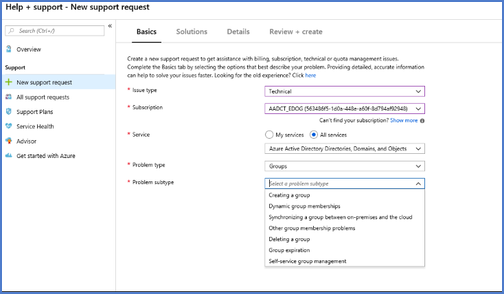 Help + support - New support request
Search (Ctrl+/)
Overview
Support
New support request
All support requests
Support Plans
Service Health
Advisor
Get started with Azure
Basics
Solutions
Details
Review + create
Create a new support request to get assistance with billing, subscription, technical or quota management issues.
Complete the Basics tab by selecting the options that best describe your problem. Providing detailed, accurate information
can help to solve your issues faster. Looking for the old experience? Click here
* Issue type
Technical
* Subscription
Can't find your subscription? Show more
* Service
My services
All services
Azure Active Directory Directories, Domains, and Objects
* Problem type
Groups
* Problem subtype
Select a problem subtype
Creating a group
Dynamic group memberships
Synchronizing a group between on-premises and the cloud
Other group membership problems
Deleting a group
Group expiration
Self-service group management